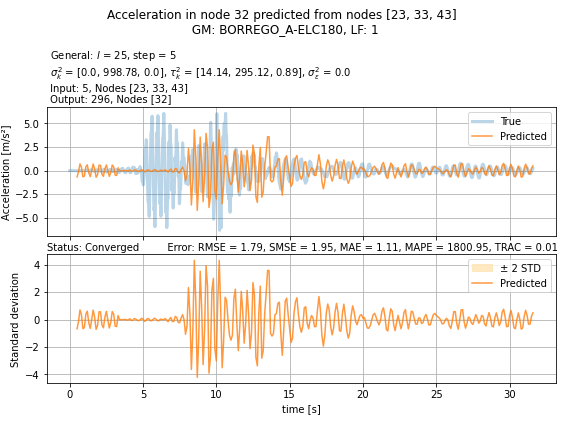 Acceleration in node 32 predicted from nodes [23, 33, 43]
GM: BORREGO_A-ELC180, LF: 1
General: l = 25, step = 5
σ²ₖ = [0.0, 998.78, 0.0], τ²ₖ = [14.14, 295.12, 0.89], σ²ε = 0.0
Input: 5, Nodes [23, 33, 43]
Output: 296, Nodes [32]
Acceleration [m/s²]
5.0
2.5
0.0
−2.5
−5.0
True
Predicted
Status: Converged Error: RMSE = 1.79, SMSE = 1.95, MAE = 1.11, MAPE = 1800.95, TRAC = 0.01
Standard deviation
4
2
0
−2
−4
± 2 STD
Predicted
0 5 10 15 20 25 30
time [s]